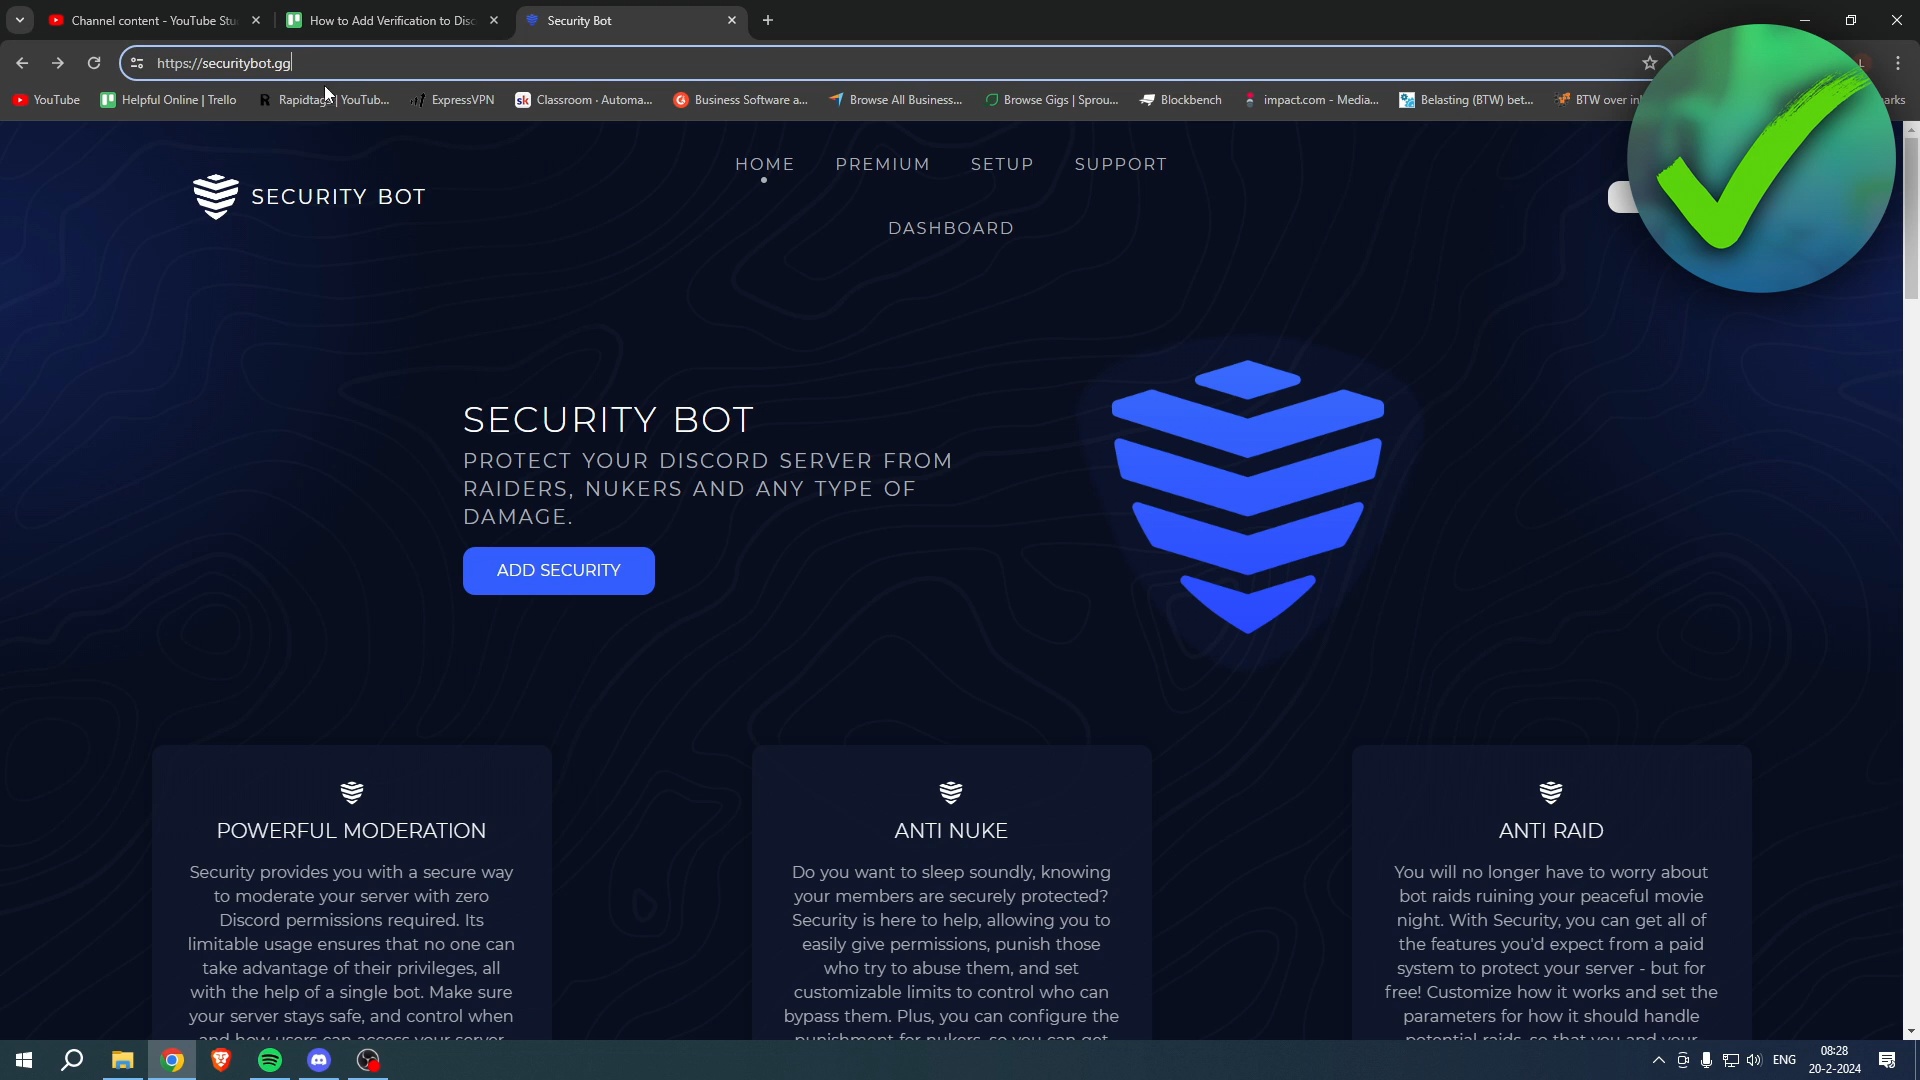 Channel content - YouTube Stu
How to Add Verification to Disc
Security Bot
https://securitybot.gg
YouTube
Helpful Online | Trello
Rapidtags | YouTub...
ExpressVPN
Classroom · Automa...
Business Software a...
Browse All Business...
Browse Gigs | Sprou...
Blockbench
impact.com - Media...
Belasting (BTW) bet...
BTW over in
arks
HOME
PREMIUM
SETUP
SUPPORT
SECURITY BOT
DASHBOARD
SECURITY BOT
PROTECT YOUR DISCORD SERVER FROM
RAIDERS, NUKERS AND ANY TYPE OF
DAMAGE.
ADD SECURITY
POWERFUL MODERATION
Security provides you with a secure way
to moderate your server with zero
Discord permissions required. Its
limitable usage ensures that no one can
take advantage of their privileges, all
with the help of a single bot. Make sure
your server stays safe, and control when
and how users can access your server
ANTI NUKE
Do you want to sleep soundly, knowing
your members are securely protected?
Security is here to help, allowing you to
easily give permissions, punish those
who try to abuse them, and set
customizable limits to control who can
bypass them. Plus, you can configure the
punishment for nukers, so you can get
ANTI RAID
You will no longer have to worry about
bot raids ruining your peaceful movie
night. With Security, you can get all of
the features you'd expect from a paid
system to protect your server - but for
free! Customize how it works and set the
parameters for how it should handle
potential raids, so that you and your
ENG
08:28
20-2-2024